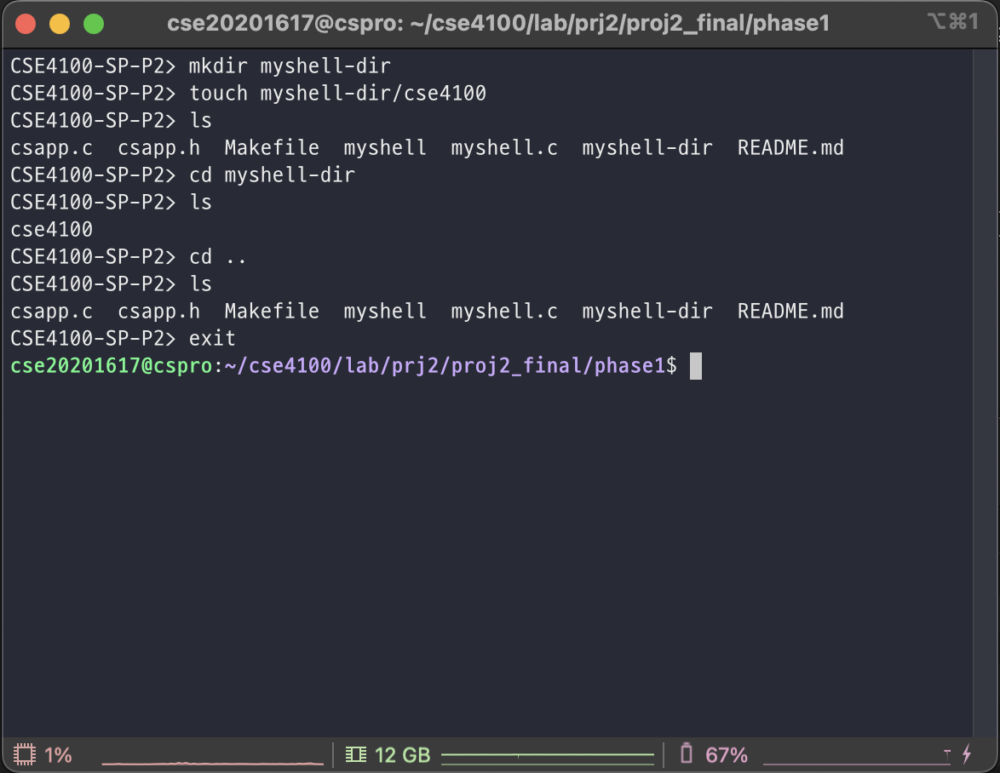 cse20201617@cspro: ~/cse4100/lab/prj2/proj2_final/phase1 ⌥⌘1
CSE4100-SP-P2> mkdir myshell-dir
CSE4100-SP-P2> touch myshell-dir/cse4100
CSE4100-SP-P2> ls
csapp.c  csapp.h  Makefile  myshell  myshell.c  myshell-dir  README.md
CSE4100-SP-P2> cd myshell-dir
CSE4100-SP-P2> ls
cse4100
CSE4100-SP-P2> cd ..
CSE4100-SP-P2> ls
csapp.c  csapp.h  Makefile  myshell  myshell.c  myshell-dir  README.md
CSE4100-SP-P2> exit
cse20201617@cspro:~/cse4100/lab/prj2/proj2_final/phase1$
1% 12 GB 67%